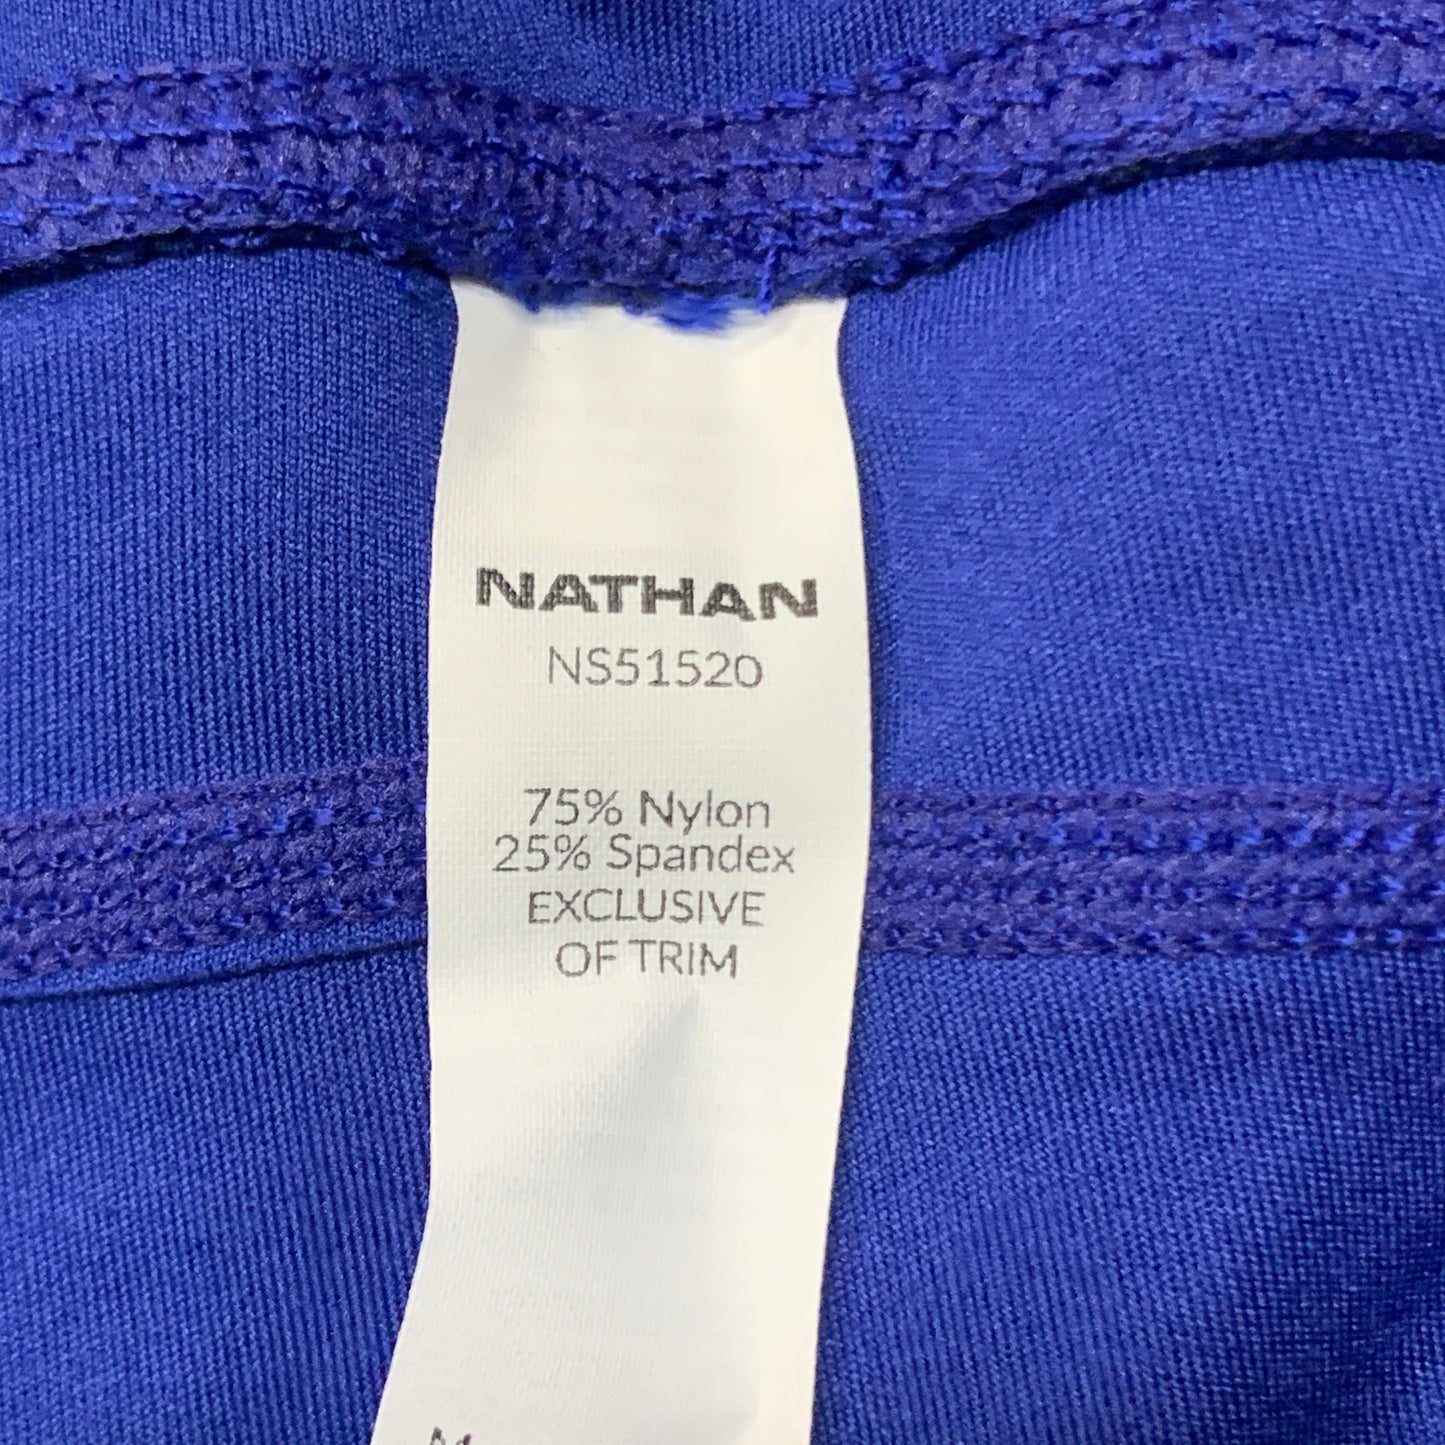 NATHAN
NS51520
75% Nylon
25% Spandex
EXCLUSIVE
OF TRIM